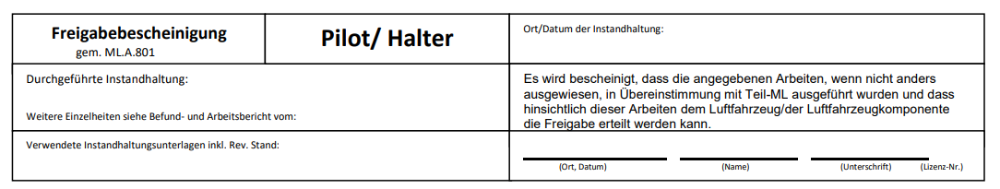 Freigabebescheinigung
gem. ML.A.801
Pilot/ Halter
Ort/Datum der Instandhaltung:
Durchgeführte Instandhaltung:
Weitere Einzelheiten siehe Befund- und Arbeitsbericht vom:
Es wird bescheinigt, dass die angegebenen Arbeiten, wenn nicht anders
ausgewiesen, in Übereinstimmung mit Teil-ML ausgeführt wurden und dass
hinsichtlich dieser Arbeiten dem Luftfahrzeug/der Luftfahrzeugkomponente
die Freigabe erteilt werden kann.
Verwendete Instandhaltungsunterlagen inkl. Rev. Stand:
(Ort, Datum) (Name) (Unterschrift) (Lizenz-Nr.)